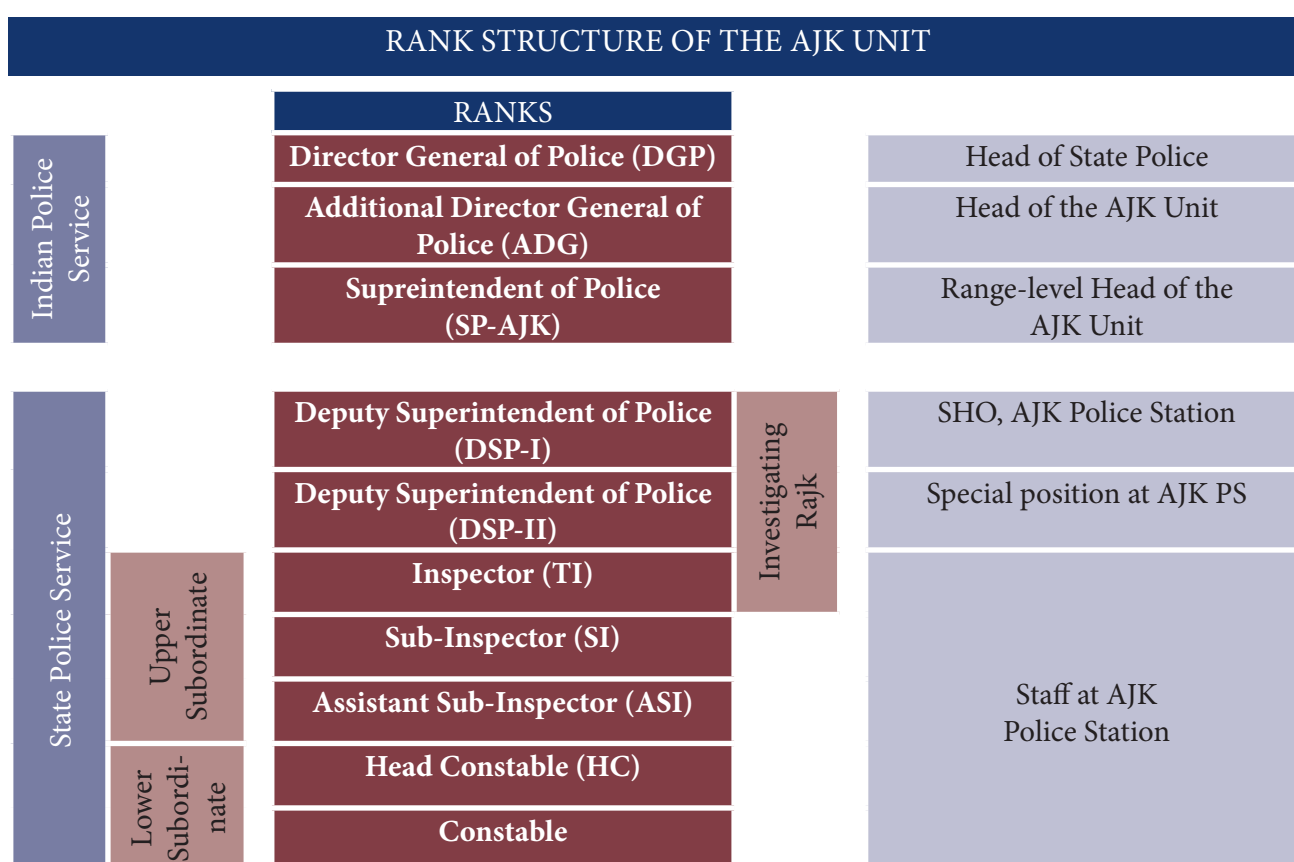 RANK STRUCTURE OF THE AJK UNIT
RANKS
Indian Police
Service
Director General of Police (DGP)
Head of State Police
Additional Director General of
Police (ADG)
Head of the AJK Unit
Supreintendent of Police
(SP-AJK)
Range-level Head of the
AJK Unit
State Police Service
Deputy Superintendent of Police
(DSP-I)
Investigating
Rajk
SHO, AJK Police Station
Deputy Superintendent of Police
(DSP-II)
Special position at AJK PS
Upper
Subordinate
Inspector (TI)
Sub-Inspector (SI)
Assistant Sub-Inspector (ASI)
Staff at AJK
Police Station
Lower
Subordi-
nate
Head Constable (HC)
Constable